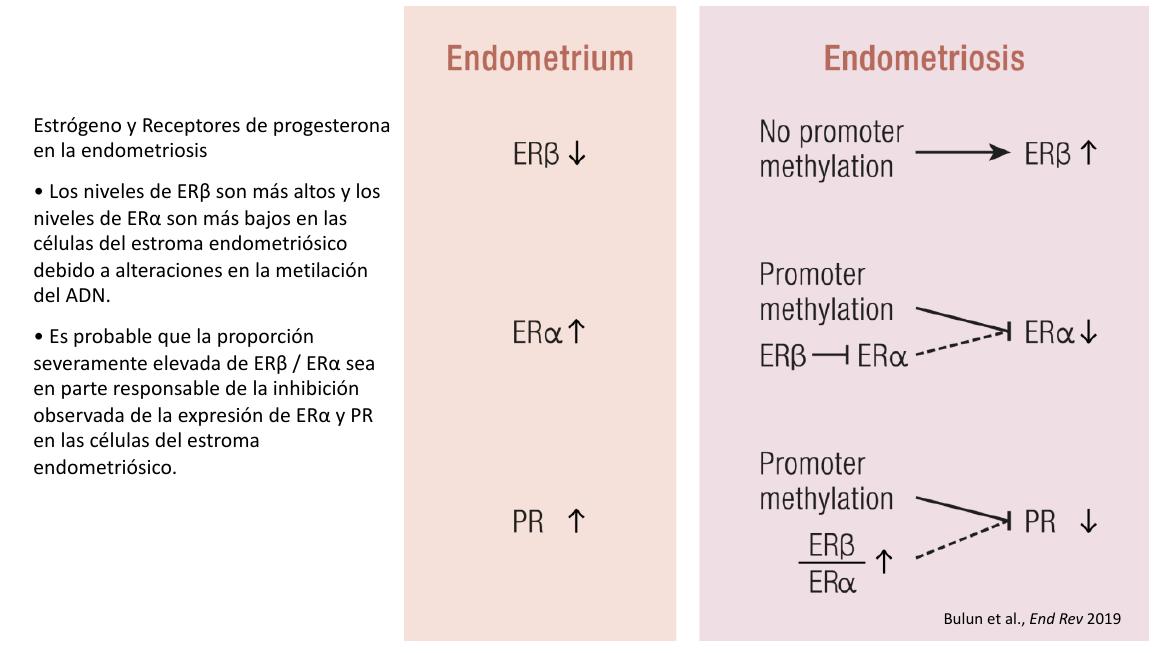 Estrógeno y Receptores de progesterona
en la endometriosis
• Los niveles de ERβ son más altos y los
niveles de ERα son más bajos en las
células del estroma endometriósico
debido a alteraciones en la metilación
del ADN.
• Es probable que la proporción
severamente elevada de ERβ / ERα sea
en parte responsable de la inhibición
observada de la expresión de ERα y PR
en las células del estroma
endometriósico.
Endometrium
ERβ ↓
ERα ↑
PR ↑
Endometriosis
No promoter
methylation
ERβ ↑
Promoter
methylation
ERβ ⊣ ERα
ERα ↓
Promoter
methylation
ERβ
ERα
↑
PR ↓
Bulun et al., End Rev 2019